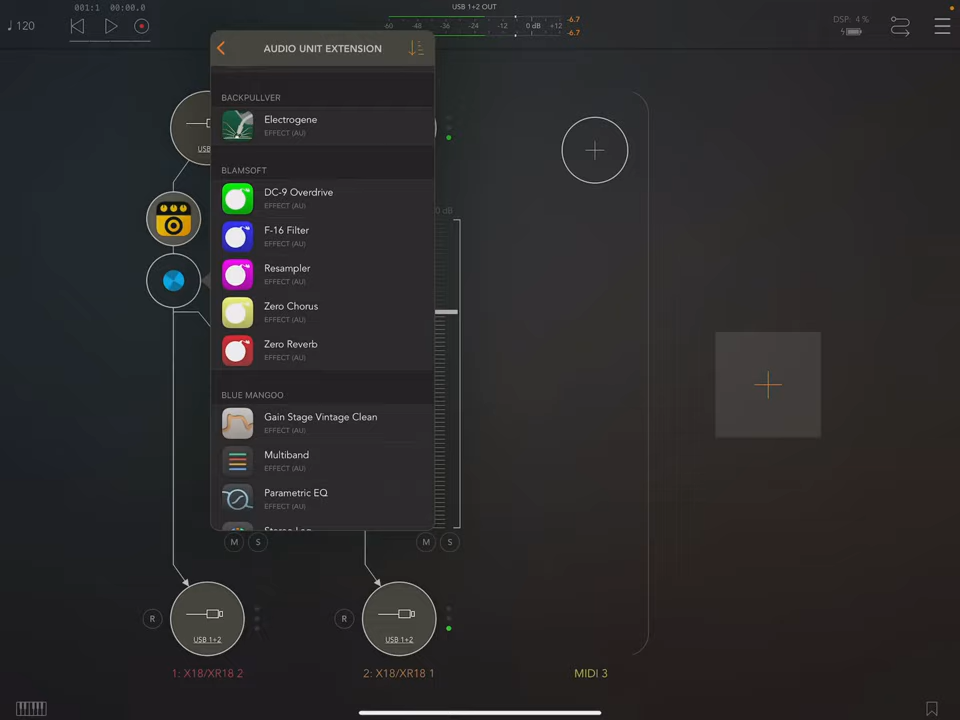 USB 1+2 OUT
001:1 00:00.0
♩ 120
-60 -48 -36 -24 -12 0 dB +12
-6.7
-6.7
DSP: 4 %
AUDIO UNIT EXTENSION
BACKPULLVER
Electrogene
EFFECT (AU)
BLAMSOFT
DC-9 Overdrive
EFFECT (AU)
F-16 Filter
EFFECT (AU)
Resampler
EFFECT (AU)
Zero Chorus
EFFECT (AU)
Zero Reverb
EFFECT (AU)
BLUE MANGOO
Gain Stage Vintage Clean
EFFECT (AU)
Multiband
EFFECT (AU)
Parametric EQ
EFFECT (AU)
USB
0 dB
M S M S
R USB 1+2 R USB 1+2
1: X18/XR18 2 2: X18/XR18 1 MIDI 3